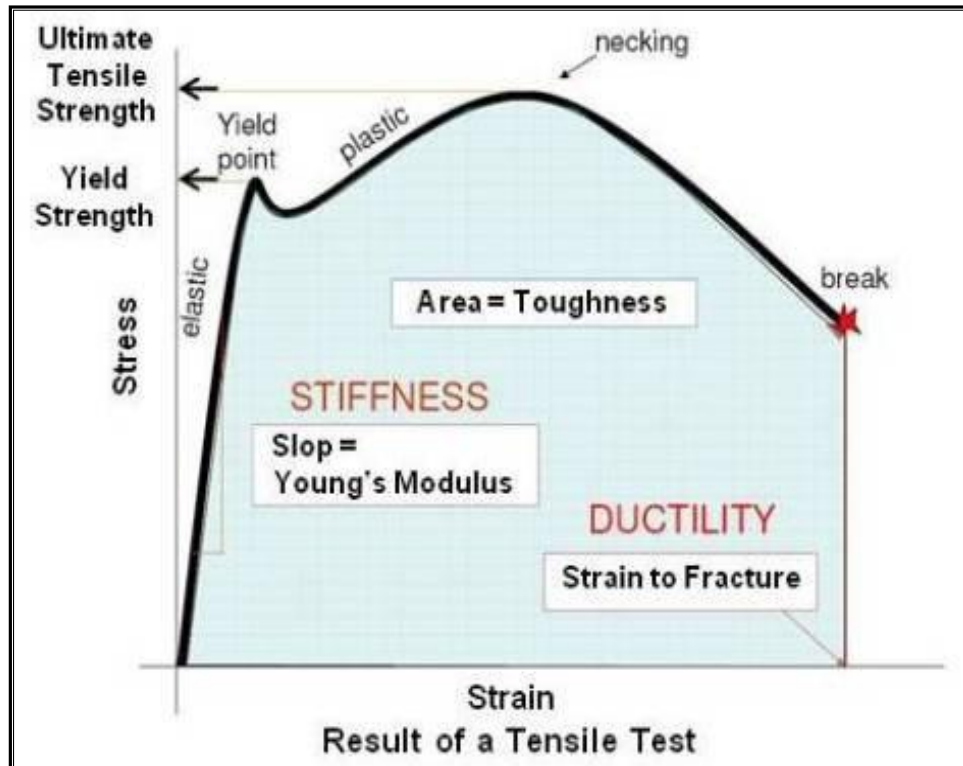 Ultimate
Tensile
Strength
necking
Yield
point
plastic
Yield
Strength
elastic
break
Area = Toughness
Stress
STIFFNESS
Slop =
Young's Modulus
DUCTILITY
Strain to Fracture
Strain
Result of a Tensile Test